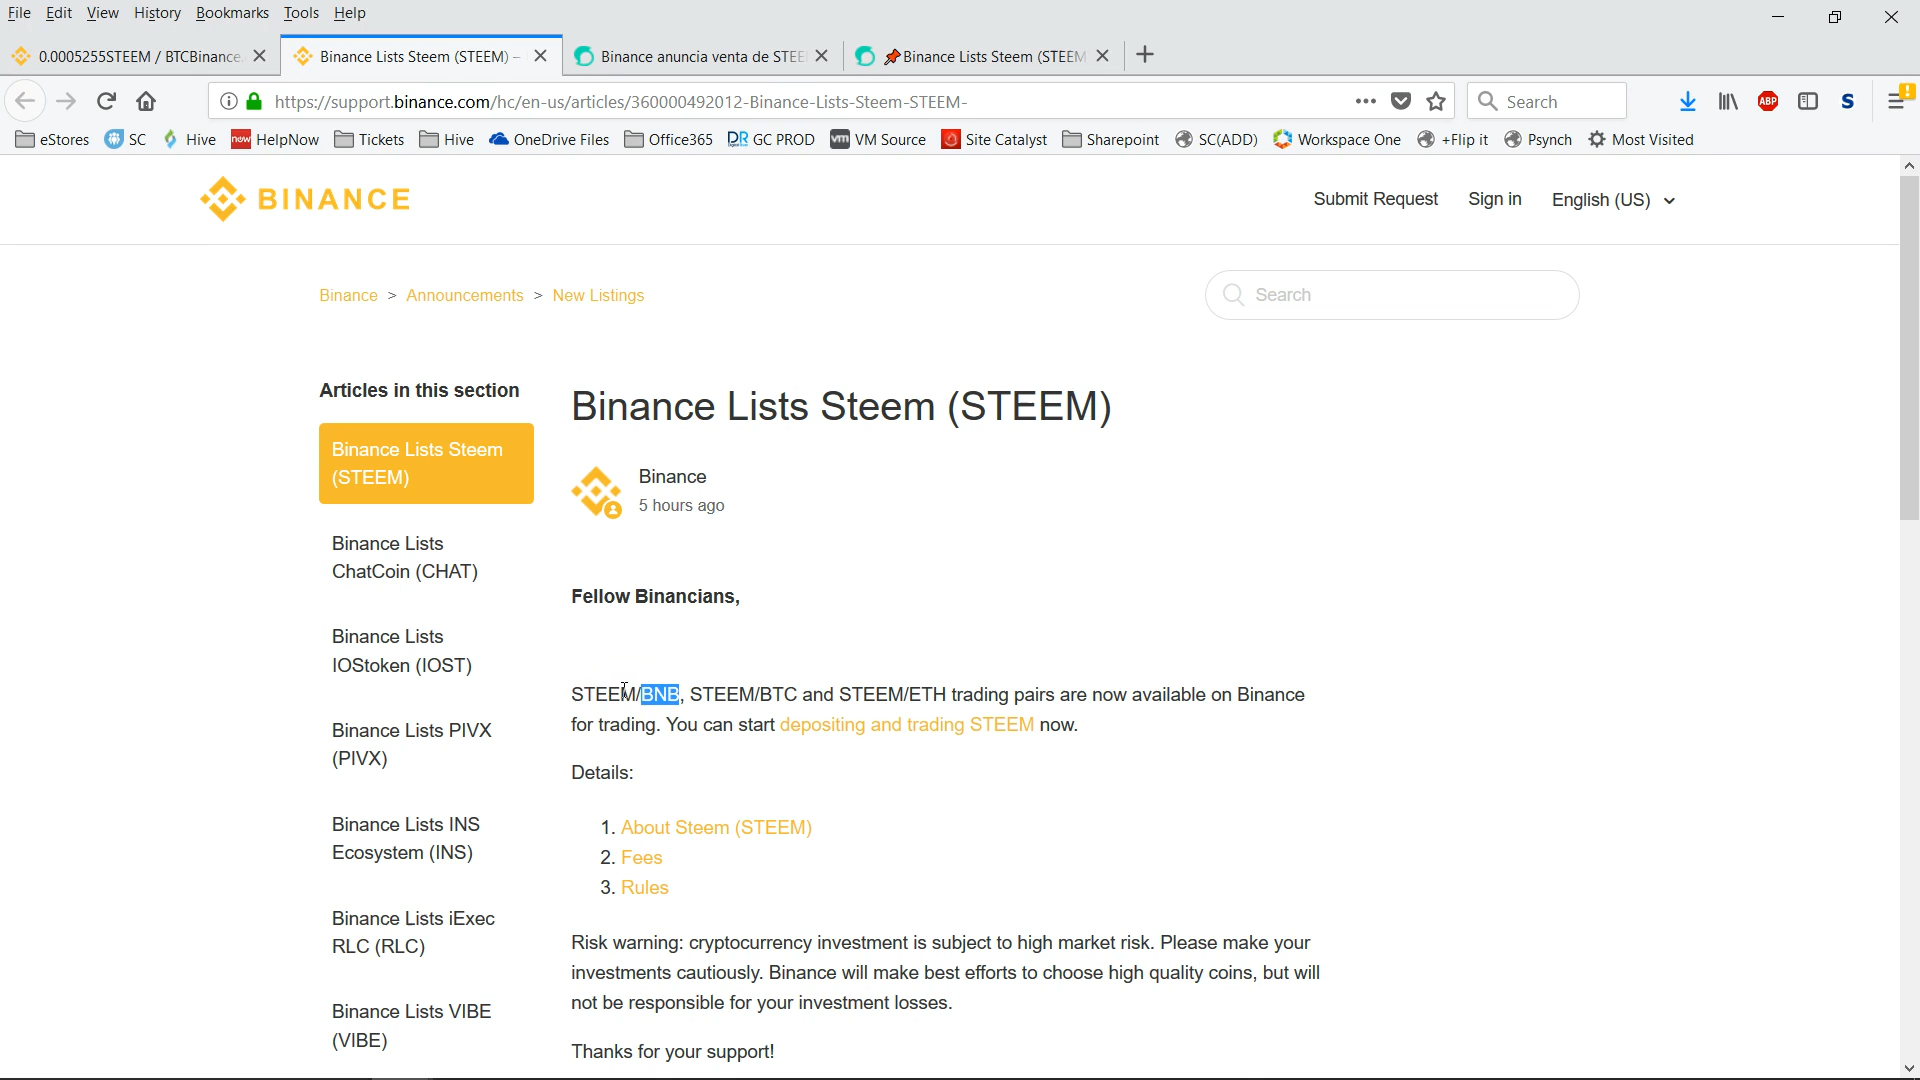 File Edit View History Bookmarks Tools Help
0.0005255STEEM / BTCBinance. Binance Lists Steem (STEEM) – Binance anuncia venta de STEE Binance Lists Steem (STEEM
https://support.binance.com/hc/en-us/articles/360000492012-Binance-Lists-Steem-STEEM- Search ABP S
eStores SC Hive now HelpNow Tickets Hive OneDrive Files Office365 DR GC PROD vm VM Source Site Catalyst Sharepoint SC(ADD) Workspace One +Flip it Psynch Most Visited
BINANCE Submit Request Sign in English (US)
Binance > Announcements > New Listings Search
Articles in this section
Binance Lists Steem
(STEEM)
Binance Lists
ChatCoin (CHAT)
Binance Lists
IOStoken (IOST)
Binance Lists PIVX
(PIVX)
Binance Lists INS
Ecosystem (INS)
Binance Lists iExec
RLC (RLC)
Binance Lists VIBE
(VIBE)
Binance Lists Steem (STEEM)
Binance
5 hours ago
Fellow Binancians,
STEEM/BNB, STEEM/BTC and STEEM/ETH trading pairs are now available on Binance
for trading. You can start depositing and trading STEEM now.
Details:
1. About Steem (STEEM)
2. Fees
3. Rules
Risk warning: cryptocurrency investment is subject to high market risk. Please make your
investments cautiously. Binance will make best efforts to choose high quality coins, but will
not be responsible for your investment losses.
Thanks for your support!